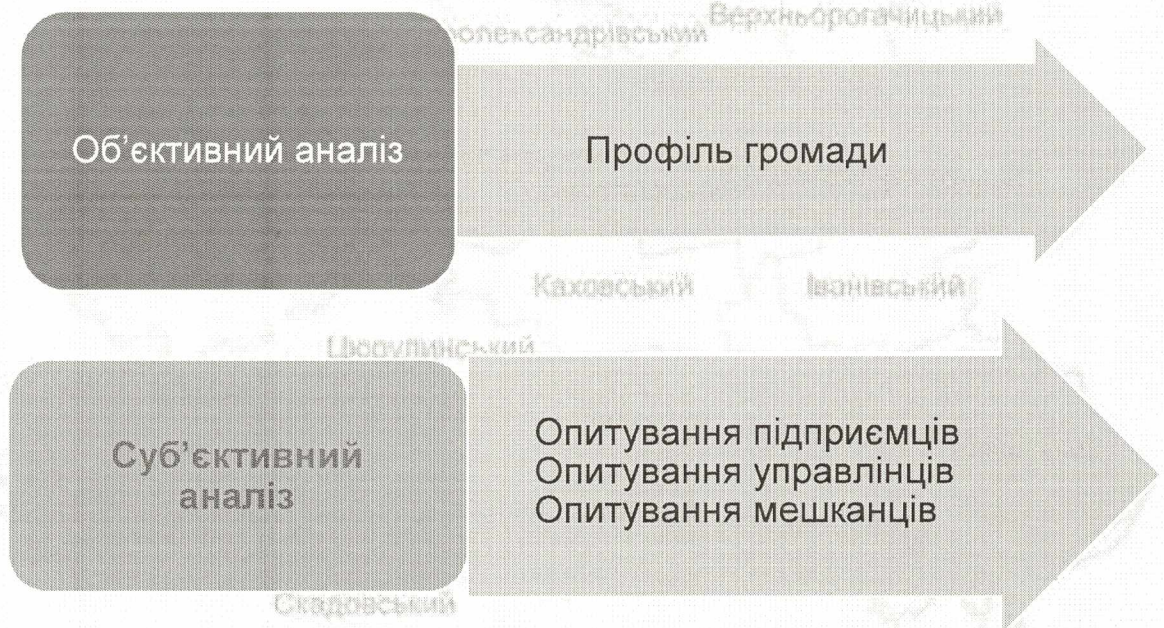 Верхньорогачицький
Об’єктивний аналіз
Профіль громади
Каховський
Іванівський
Суб’єктивний
аналіз
Опитування підприємців
Опитування управлінців
Опитування мешканців
Скадовський